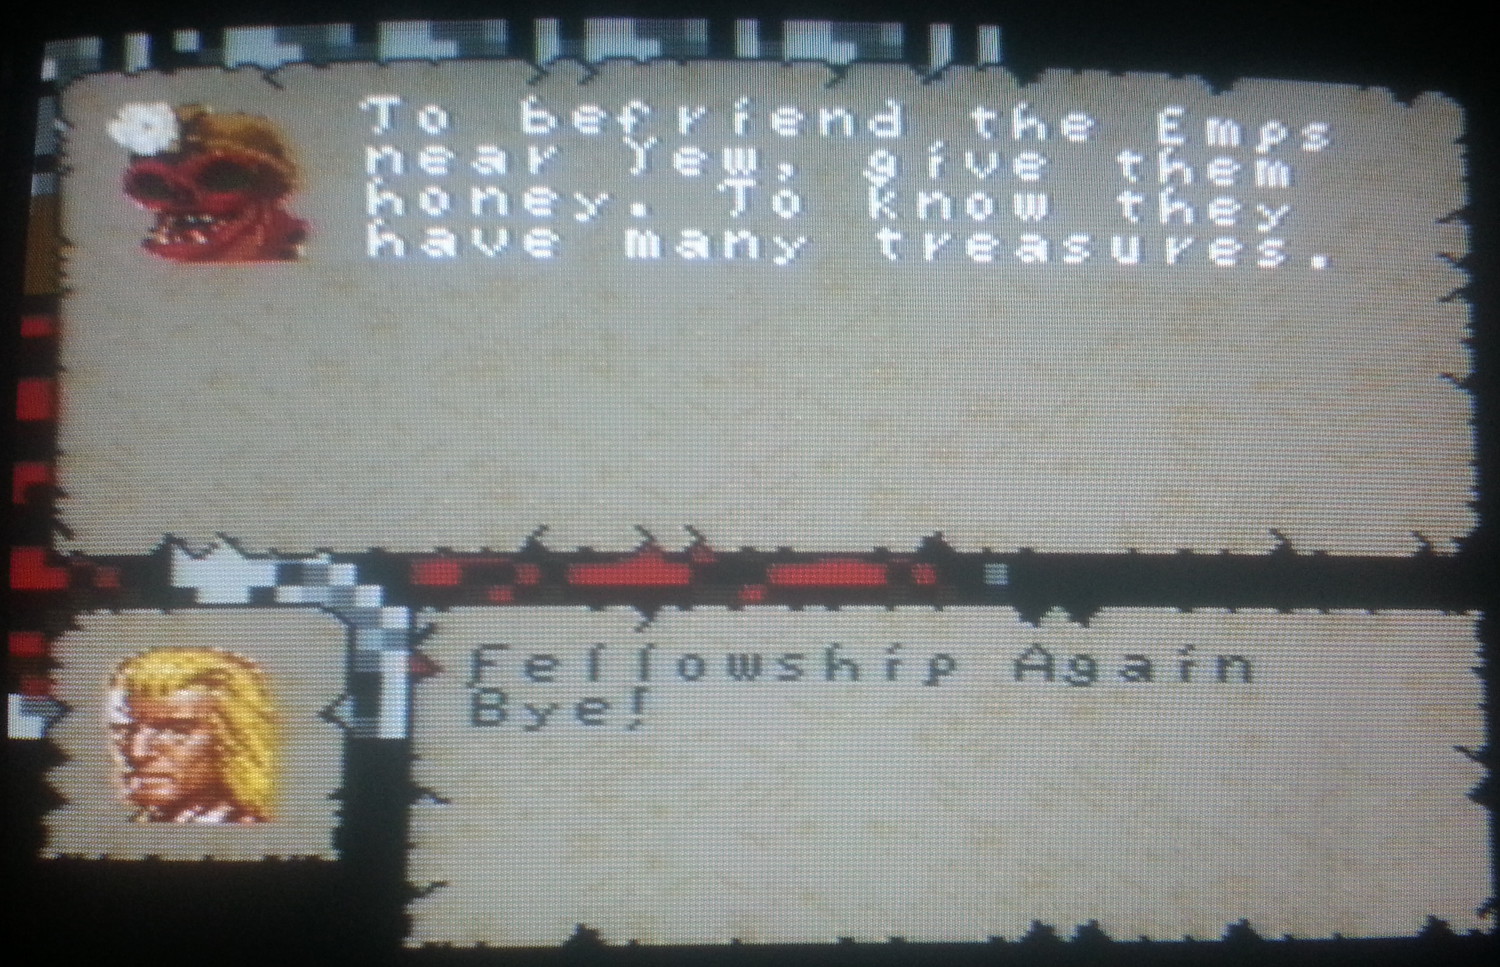 To befriend the Emps
near Yew, give them
honey. To know they
have many treasures.
Fellowship Again
Bye!